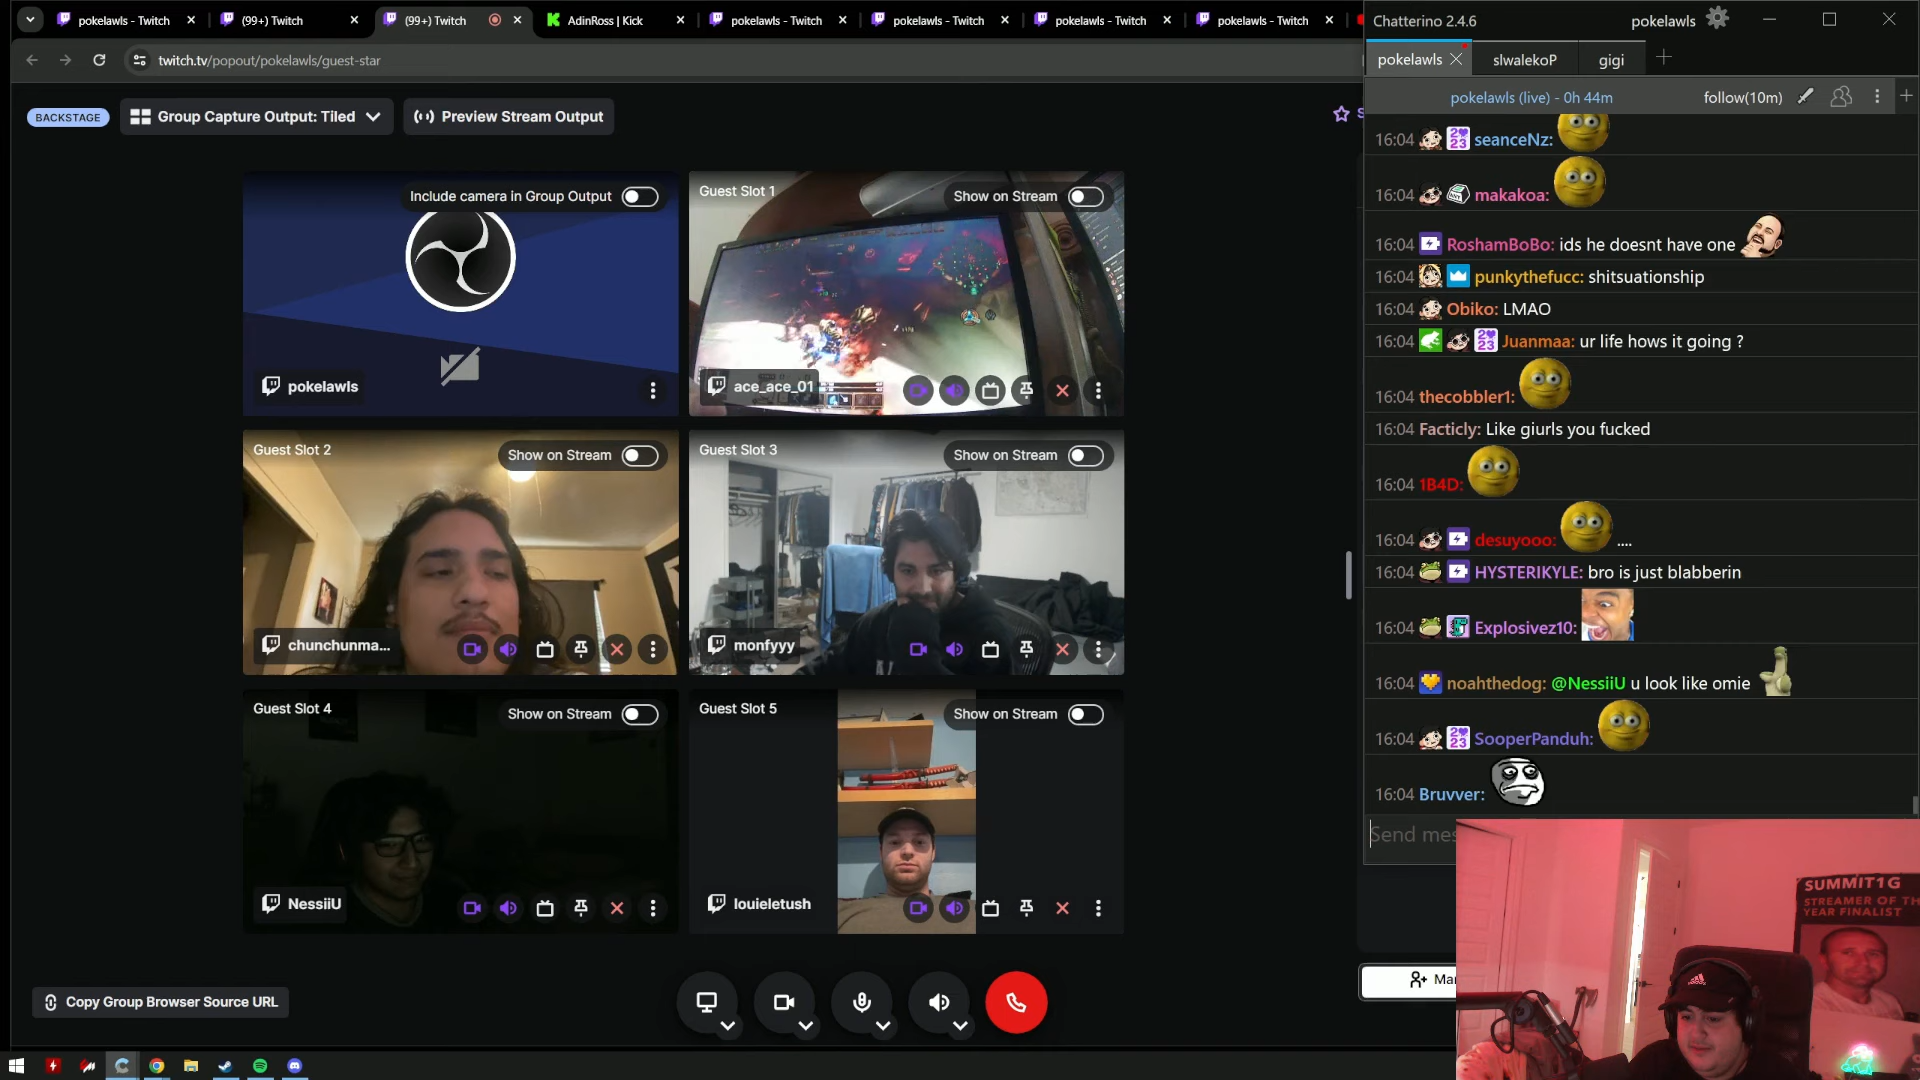 pokelawls - Twitch
(99+) Twitch
(99+) Twitch
AdinRoss | Kick
pokelawls - Twitch
pokelawls - Twitch
pokelawls - Twitch
pokelawls - Twitch
twitch.tv/popout/pokelawls/guest-star
BACKSTAGE
Group Capture Output: Tiled
Preview Stream Output
Include camera in Group Output
pokelawls
Guest Slot 1
Show on Stream
ace_ace_01
Guest Slot 2
Show on Stream
chunchunma...
Guest Slot 3
Show on Stream
monfyyy
Guest Slot 4
Show on Stream
NessiiU
Guest Slot 5
Show on Stream
louieletush
Copy Group Browser Source URL
Chatterino 2.4.6
pokelawls
pokelawls
slwalekoP
gigi
pokelawls (live) - 0h 44m
follow(10m)
16:04 seanceNz:
16:04 makakoa:
16:04 RoshamBoBo: ids he doesnt have one
16:04 punkythefucc: shitsuationship
16:04 Obiko: LMAO
16:04 Juanmaa: ur life hows it going ?
16:04 thecobbler1:
16:04 Facticly: Like giurls you fucked
16:04 1B4D:
16:04 desuyooo: ....
16:04 HYSTERIKYLE: bro is just blabberin
16:04 Explosivez10:
16:04 noahthedog: @NessiiU u look like omie
16:04 SooperPanduh:
16:04 Bruvver:
Send mes
Mar
SUMMIT1G
STREAMER OF TH
YEAR FINALIST